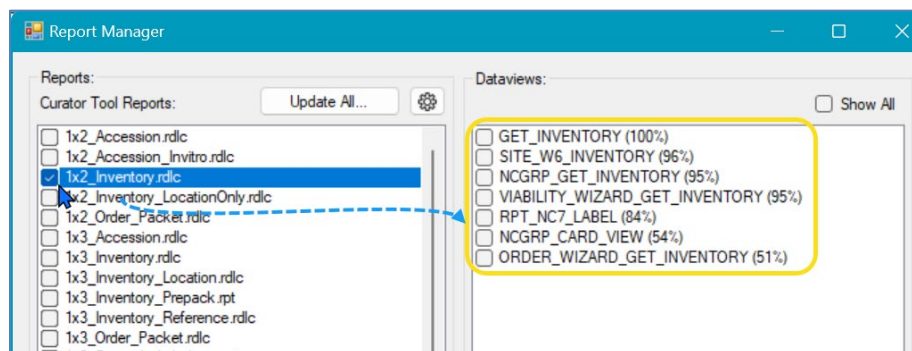 Report Manager
Reports:
Curator Tool Reports:
Update All...
1x2_Accession.rdlc
1x2_Accession_Invitro.rdlc
1x2_Inventory.rdlc
1x2_Inventory_LocationOnly.rdlc
1x2_Order_Packet.rdlc
1x3_Accession.rdlc
1x3_Inventory.rdlc
1x3_Inventory_Location.rdlc
1x3_Inventory_Prepack.rpt
1x3_Inventory_Reference.rdlc
1x3_Order_Packet.rdlc
Dataviews:
Show All
GET_INVENTORY (100%)
SITE_W6_INVENTORY (96%)
NCGRP_GET_INVENTORY (95%)
VIABILITY_WIZARD_GET_INVENTORY (95%)
RPT_NC7_LABEL (84%)
NCGRP_CARD_VIEW (54%)
ORDER_WIZARD_GET_INVENTORY (51%)